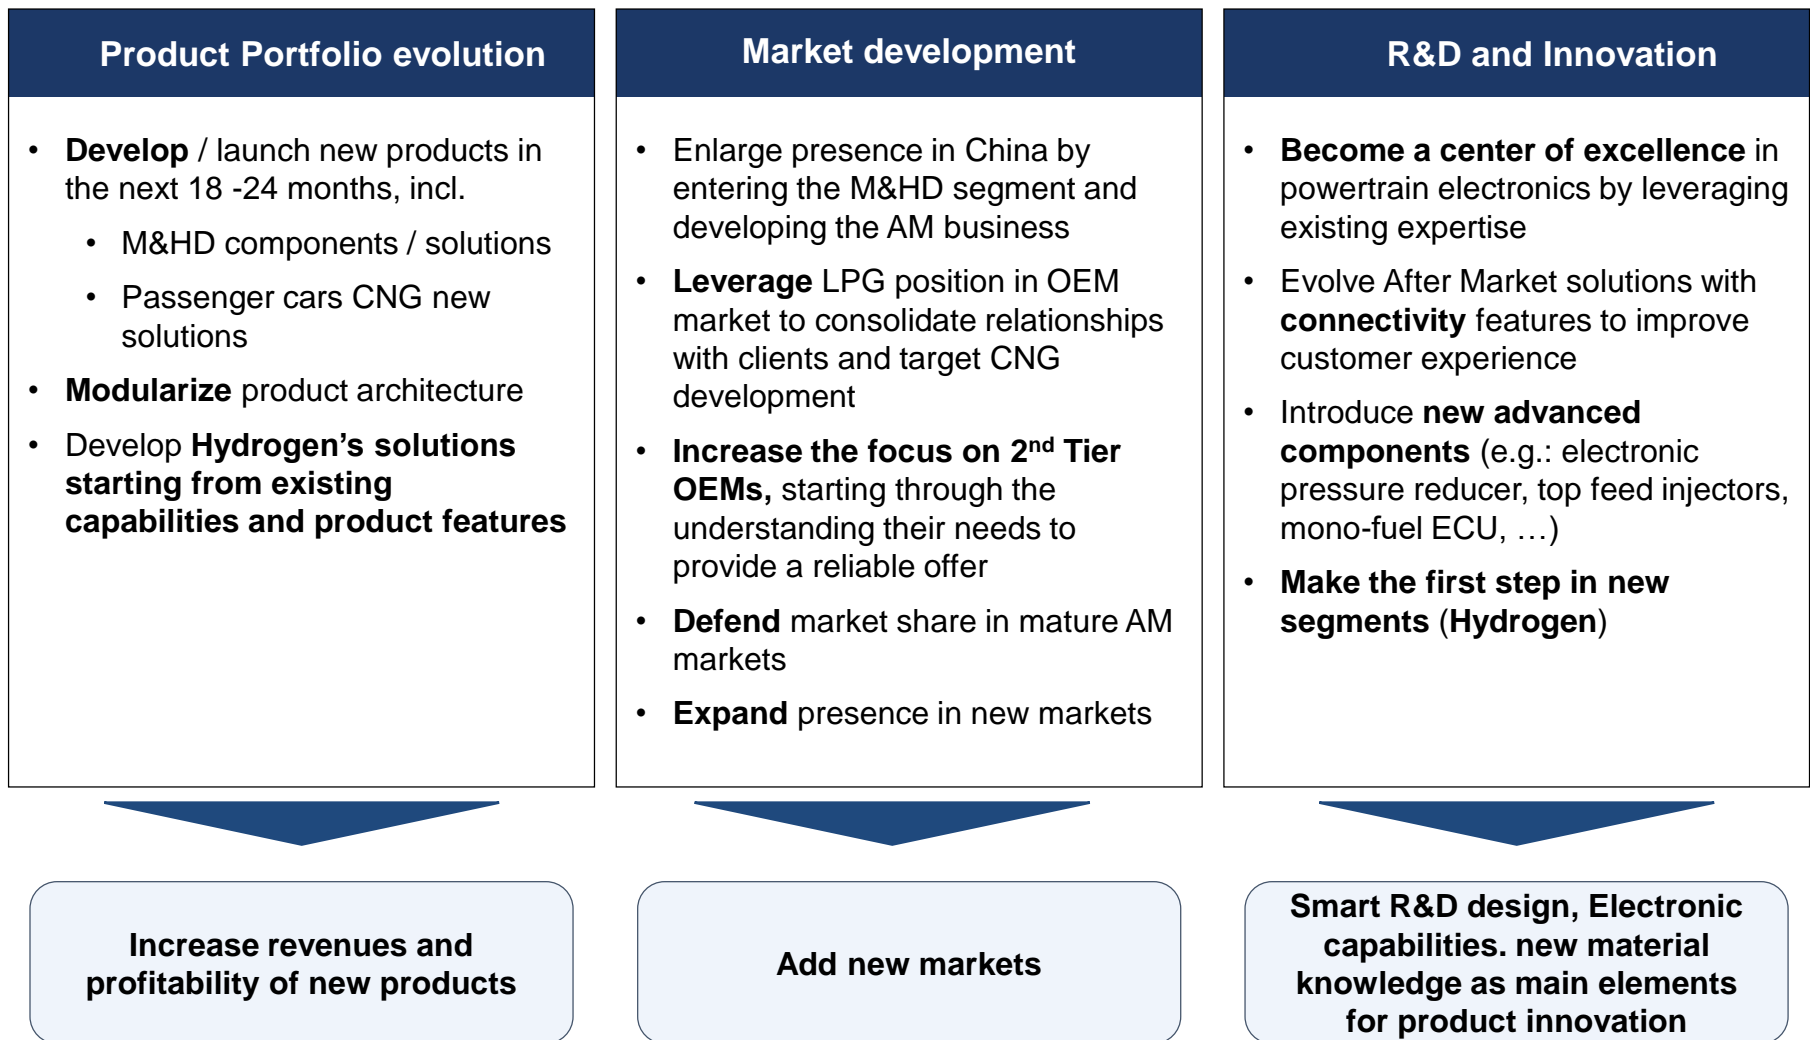 Product Portfolio evolution
• Develop / launch new products in
the next 18 -24 months, incl.
• M&HD components / solutions
• Passenger cars CNG new
solutions
• Modularize product architecture
• Develop Hydrogen’s solutions
starting from existing
capabilities and product features
Increase revenues and
profitability of new products
Market development
• Enlarge presence in China by
entering the M&HD segment and
developing the AM business
• Leverage LPG position in OEM
market to consolidate relationships
with clients and target CNG
development
• Increase the focus on 2nd Tier
OEMs, starting through the
understanding their needs to
provide a reliable offer
• Defend market share in mature AM
markets
• Expand presence in new markets
Add new markets
R&D and Innovation
• Become a center of excellence in
powertrain electronics by leveraging
existing expertise
• Evolve After Market solutions with
connectivity features to improve
customer experience
• Introduce new advanced
components (e.g.: electronic
pressure reducer, top feed injectors,
mono-fuel ECU, …)
• Make the first step in new
segments (Hydrogen)
Smart R&D design, Electronic
capabilities. new material
knowledge as main elements
for product innovation